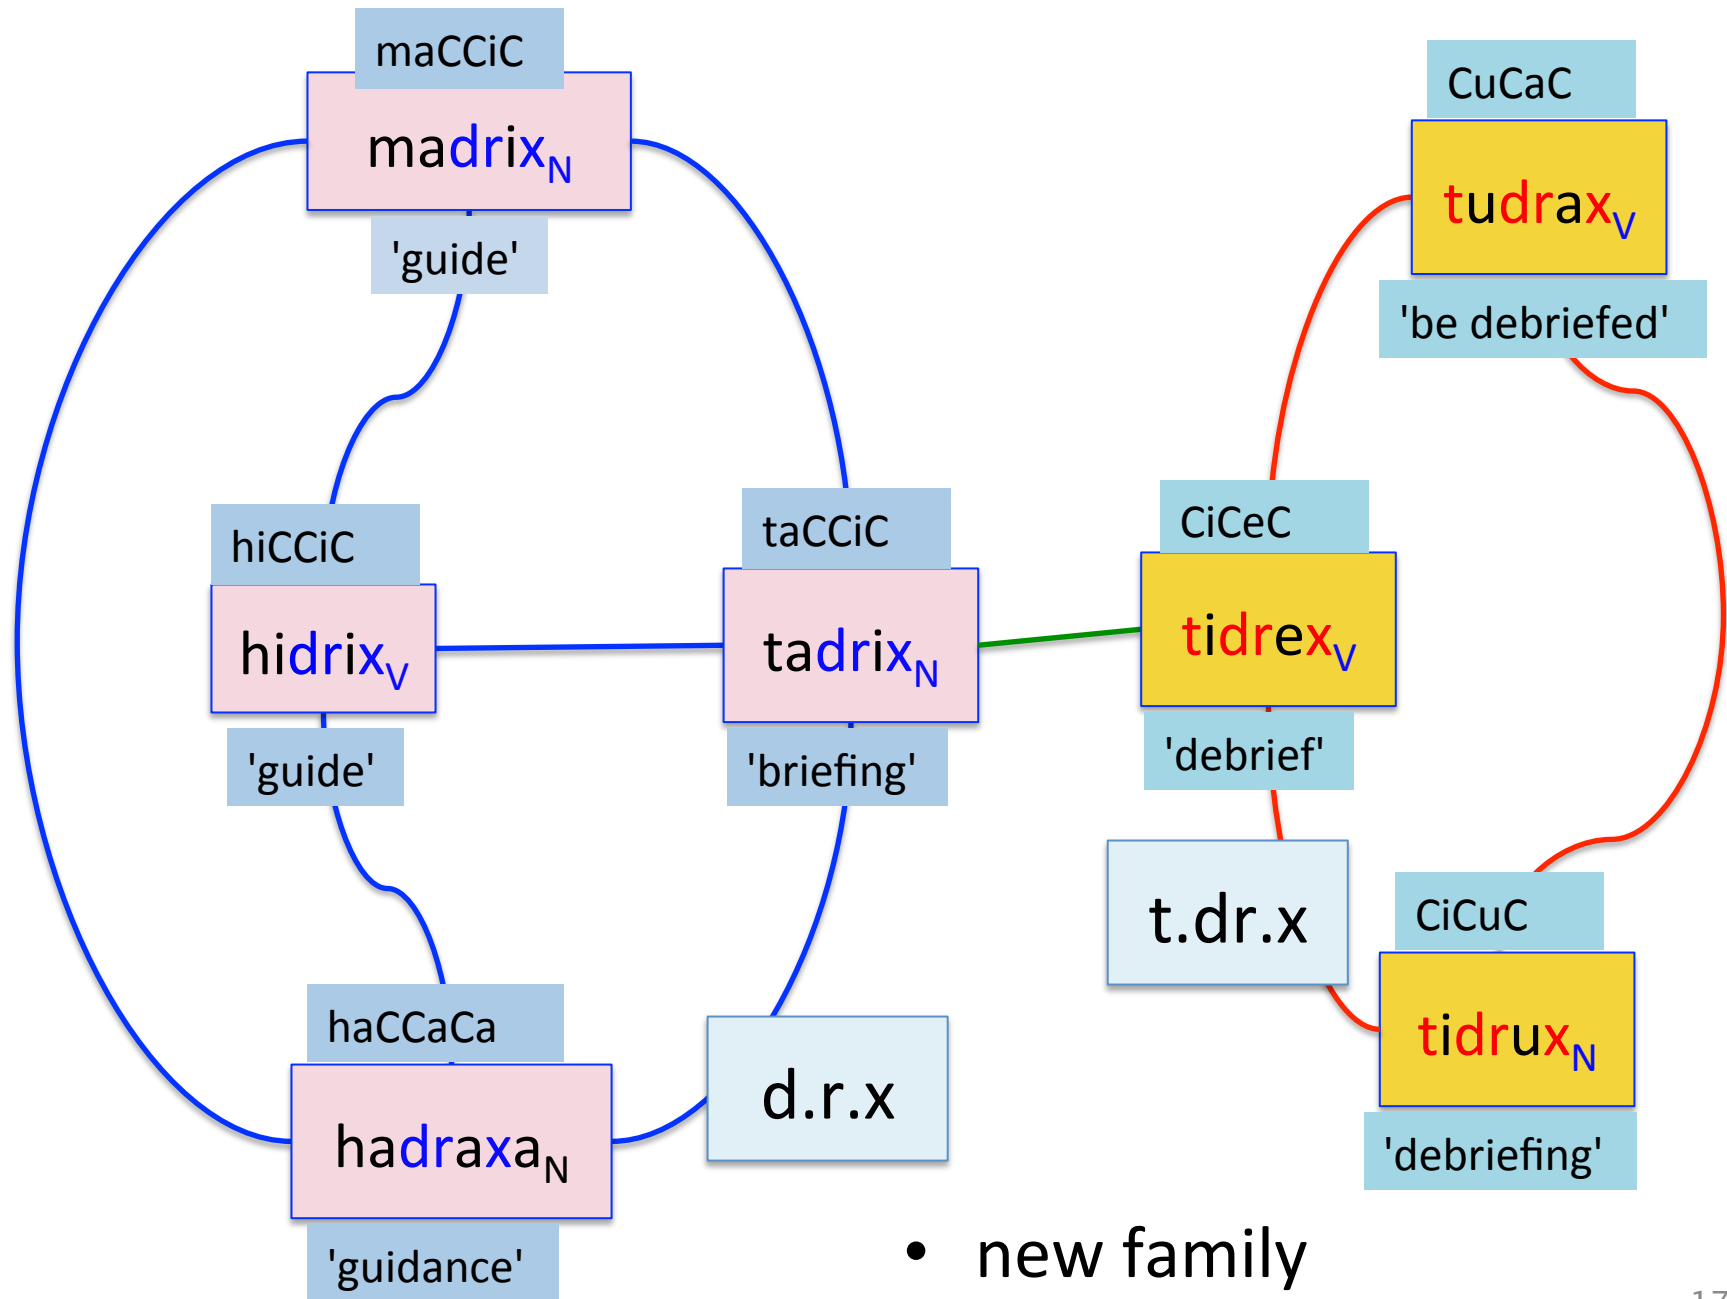 maCCiC
madrixN
'guide'
CuCaC
tudraxV
'be debriefed'
hiCCiC
hidrixV
'guide'
taCCiC
tadrixN
'briefing'
CiCeC
tidrexV
'debrief'
t.dr.x
CiCuC
tidruxN
'debriefing'
haCCaCa
hadraxaN
'guidance'
d.r.x
• new family
17